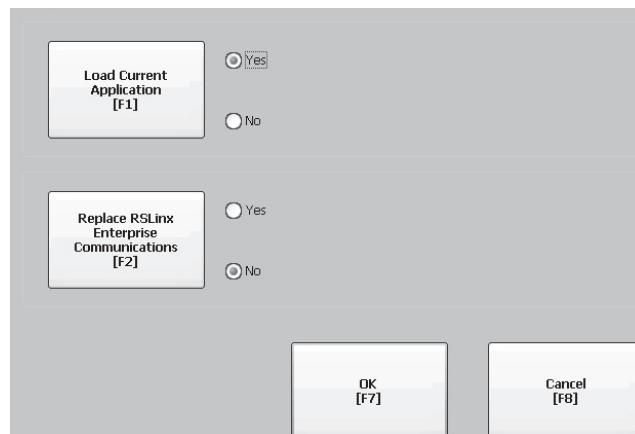 Load Current
Application
[F1]
Yes
No
Replace RSLinx
Enterprise
Communications
[F2]
Yes
No
OK
[F7]
Cancel
[F8]